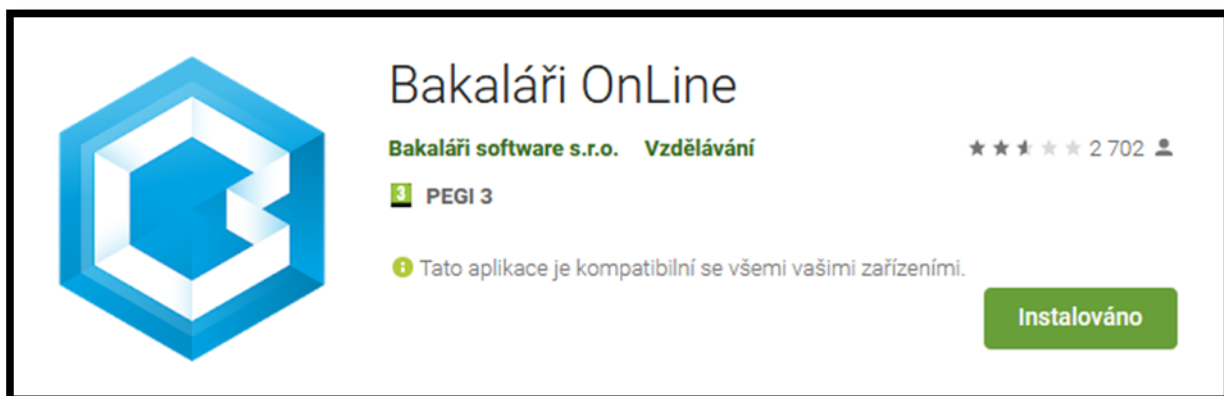 Bakaláři OnLine
Bakaláři software s.r.o. Vzdělávání 2 702
3 PEGI 3
Tato aplikace je kompatibilní se všemi vašimi zařízeními.
Instalováno